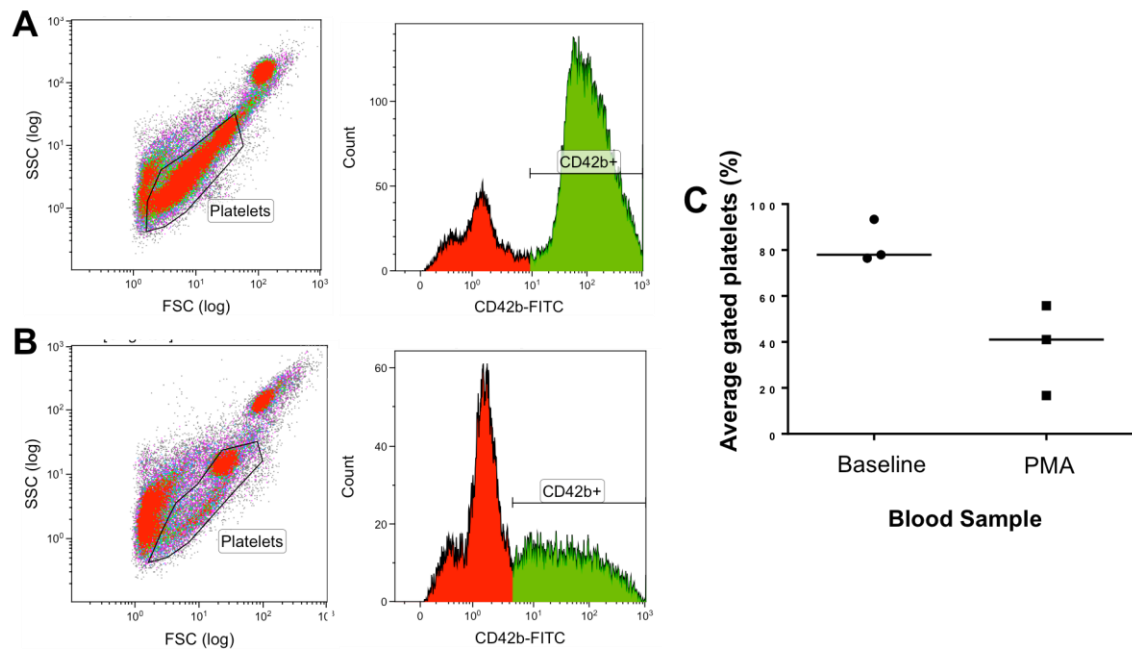 A
10³
10²
10¹
10⁰
SSC (log)
Platelets
10⁰
10¹
10²
10³
FSC (log)
100
50
0
Count
CD42b+
0
10⁰
10¹
10²
10³
CD42b-FITC
B
10³
10²
10¹
10⁰
SSC (log)
Platelets
10⁰
10¹
10²
10³
FSC (log)
60
40
20
0
Count
CD42b+
0
10⁰
10¹
10²
10³
CD42b-FITC
C
Average gated platelets (%)
100
80
60
40
20
0
Baseline
PMA
Blood Sample